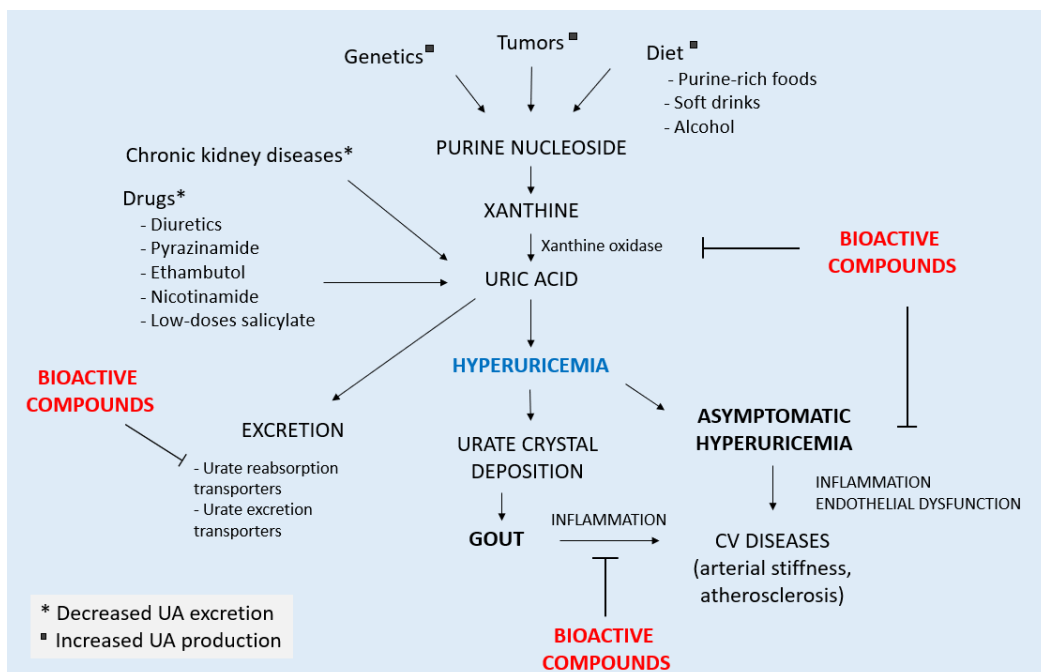 Genetics▪
Tumors▪
Diet▪
- Purine-rich foods
- Soft drinks
- Alcohol
PURINE NUCLEOSIDE
Chronic kidney diseases*
Drugs*
- Diuretics
- Pyrazinamide
- Ethambutol
- Nicotinamide
- Low-doses salicylate
XANTHINE
Xanthine oxidase
URIC ACID
BIOACTIVE
COMPOUNDS
HYPERURICEMIA
BIOACTIVE
COMPOUNDS
EXCRETION
- Urate reabsorption
transporters
- Urate excretion
transporters
URATE CRYSTAL
DEPOSITION
ASYMPTOMATIC
HYPERURICEMIA
INFLAMMATION
ENDOTHELIAL DYSFUNCTION
GOUT
INFLAMMATION
CV DISEASES
(arterial stiffness,
atherosclerosis)
BIOACTIVE
COMPOUNDS
* Decreased UA excretion
▪ Increased UA production